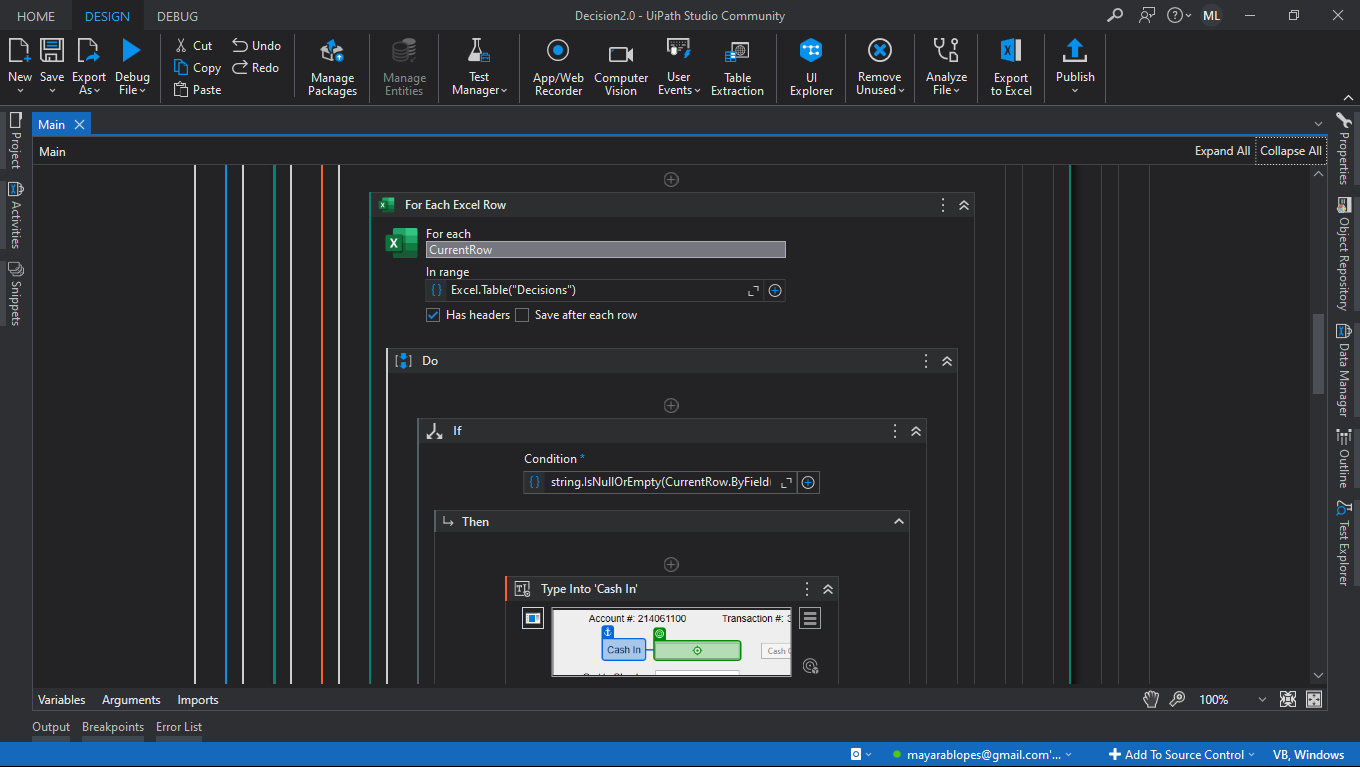 HOME DESIGN DEBUG Decision2.0 - UiPath Studio Community ML
New Save Export As Debug File Cut Copy Paste Undo Redo Manage Packages Manage Entities Test Manager App/Web Recorder Computer Vision User Events Table Extraction UI Explorer Remove Unused Analyze File Export to Excel Publish
Main
Main Expand All Collapse All
Project
Activities
Snippets
For Each Excel Row
For each
CurrentRow
In range
Excel.Table("Decisions")
Has headers Save after each row
Do
If
Condition *
string.IsNullOrEmpty(CurrentRow.ByField(
Then
Type Into 'Cash In'
Account #: 214061100 Transaction #: 3
Cash In Cash
Properties
Object Repository
Data Manager
Outline
Test Explorer
Variables Arguments Imports 100%
Output Breakpoints Error List
mayarablopes@gmail.com'... Add To Source Control VB, Windows